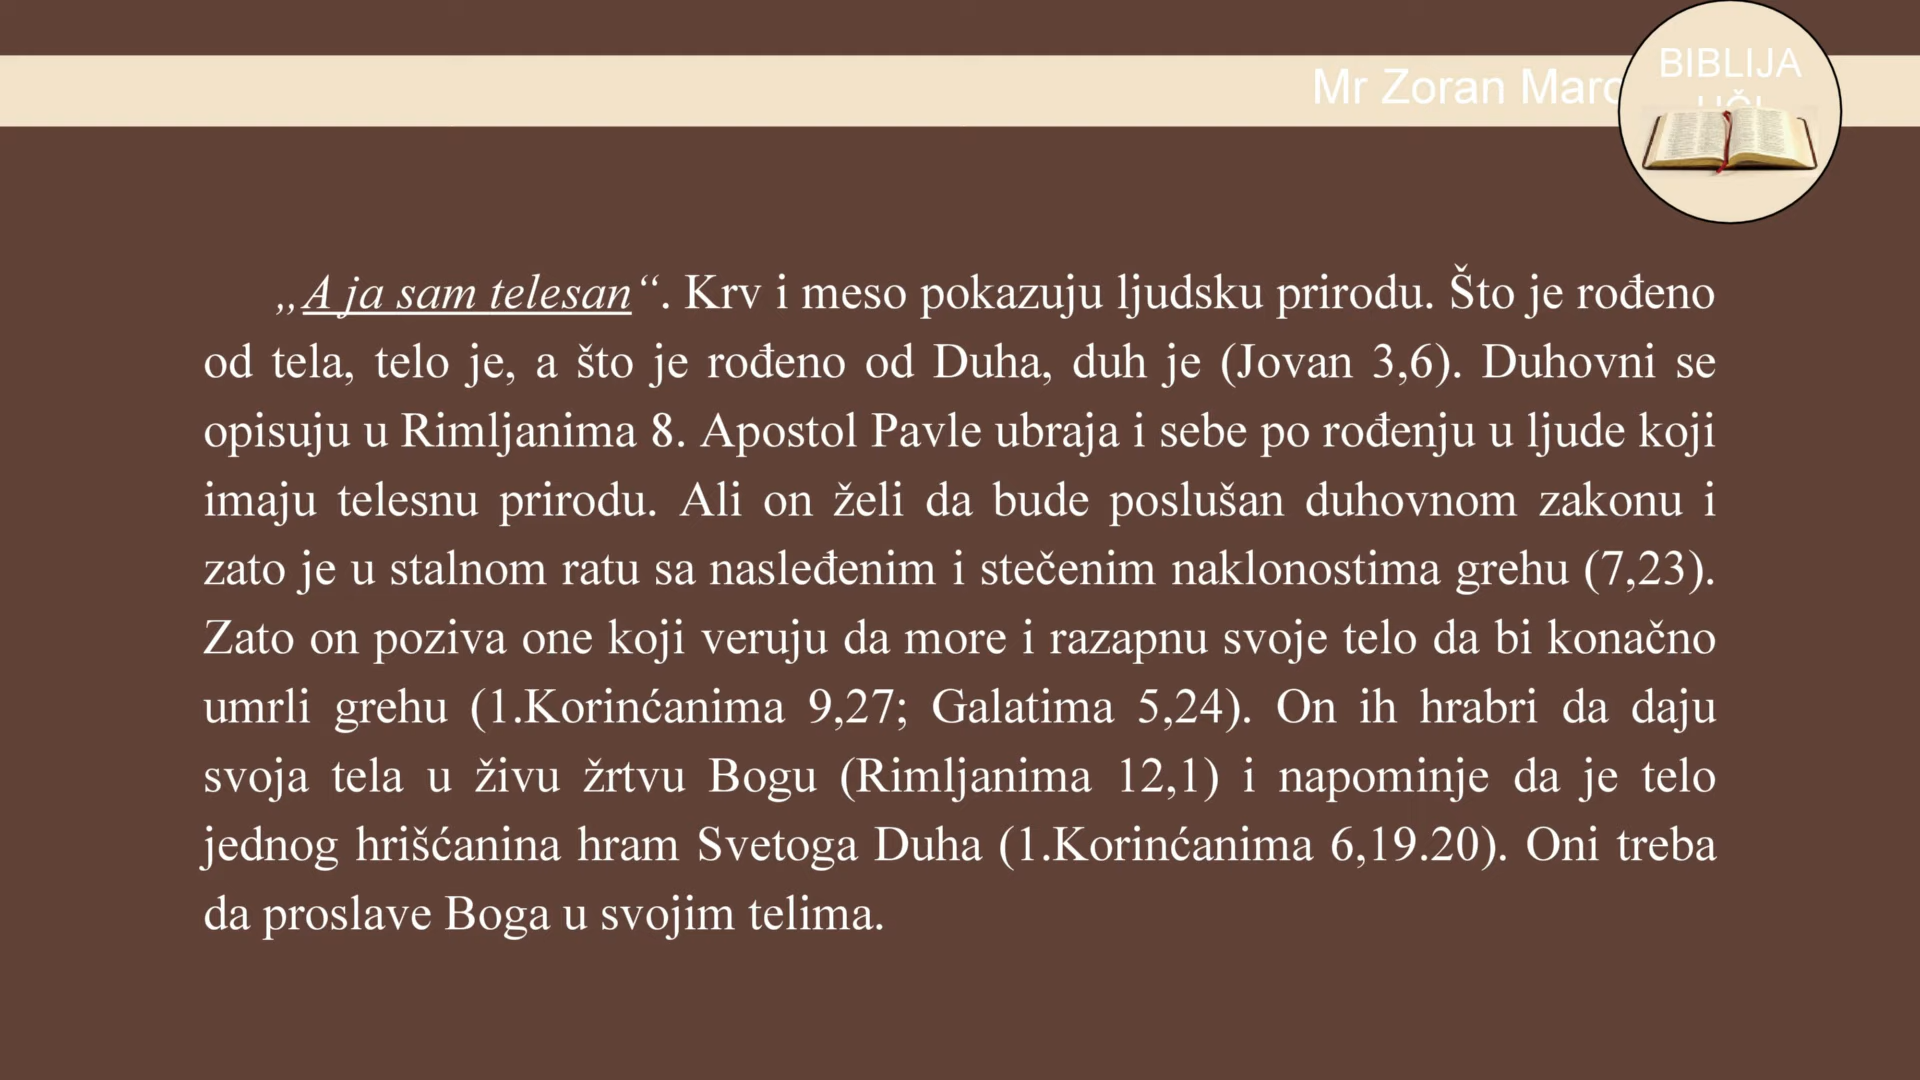 Mr Zoran
BIBLIJA
UČI
„A ja sam telesan“. Krv i meso pokazuju ljudsku prirodu. Što je rođeno
od tela, telo je, a što je rođeno od Duha, duh je (Jovan 3,6). Duhovni se
opisuju u Rimljanima 8. Apostol Pavle ubraja i sebe po rođenju u ljude koji
imaju telesnu prirodu. Ali on želi da bude poslušan duhovnom zakonu i
zato je u stalnom ratu sa nasleđenim i stečenim naklonostima grehu (7,23).
Zato on poziva one koji veruju da more i razapnu svoje telo da bi konačno
umrli grehu (1.Korinćanima 9,27; Galatima 5,24). On ih hrabri da daju
svoja tela u živu žrtvu Bogu (Rimljanima 12,1) i napominje da je telo
jednog hrišćanina hram Svetoga Duha (1.Korinćanima 6,19.20). Oni treba
da proslave Boga u svojim telima.